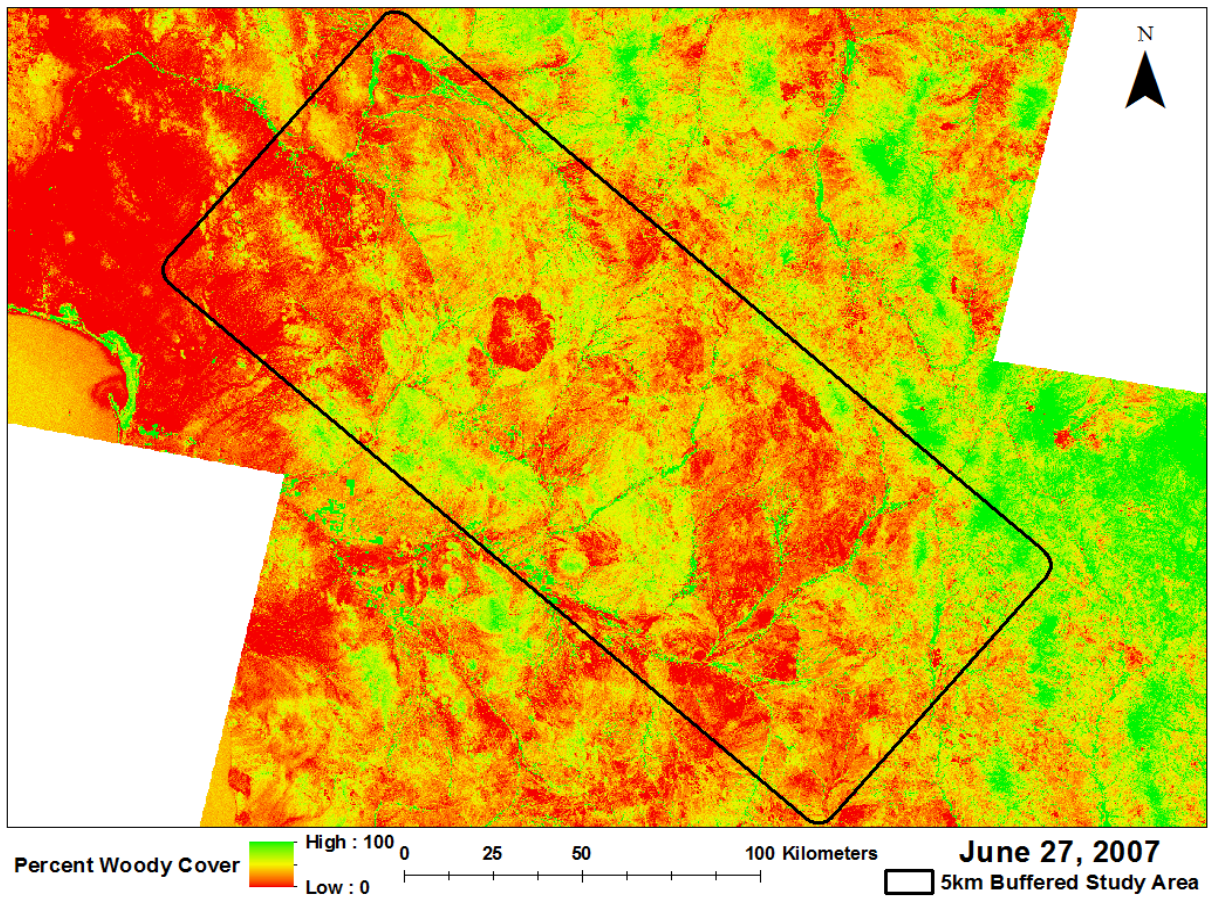 N
Percent Woody Cover
High : 100
Low : 0
0 25 50 100 Kilometers
June 27, 2007
5km Buffered Study Area